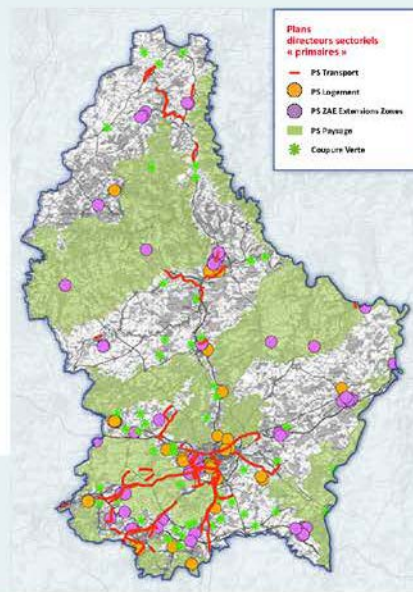 Plans
directeurs sectoriels
« primaires »
PS Transport
PS Logement
PS ZAE Extensions Zones
PS Paysage
Coupure Verte